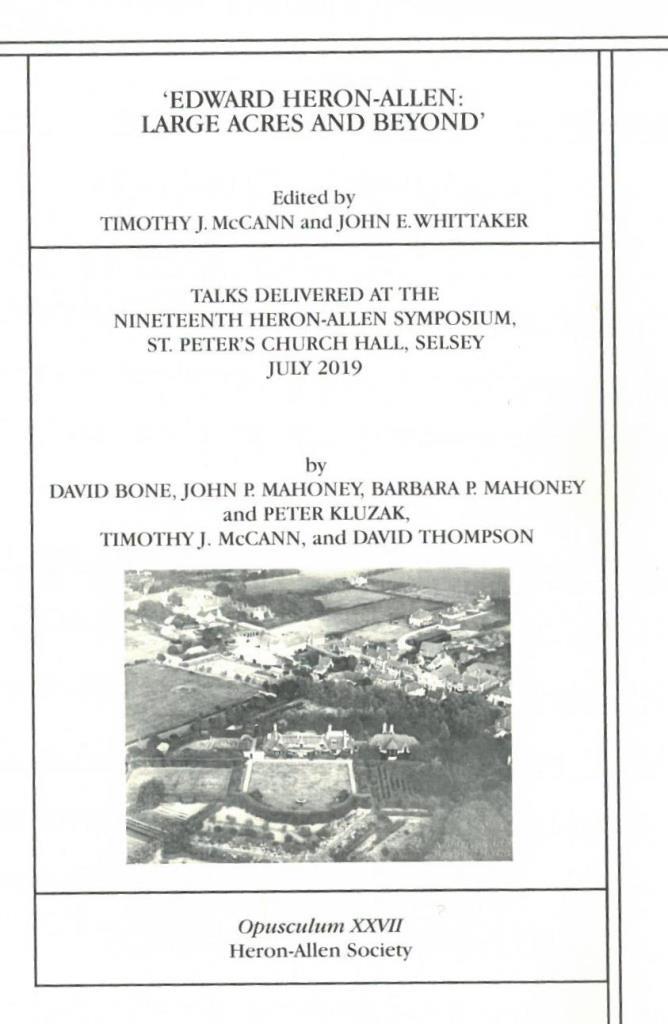 ‘EDWARD HERON-ALLEN:
LARGE ACRES AND BEYOND’
Edited by
TIMOTHY J. McCANN and JOHN E. WHITTAKER
TALKS DELIVERED AT THE
NINETEENTH HERON-ALLEN SYMPOSIUM,
ST. PETER’S CHURCH HALL, SELSEY
JULY 2019
by
DAVID BONE, JOHN P. MAHONEY, BARBARA P. MAHONEY
and PETER KLUZAK,
TIMOTHY J. McCANN, and DAVID THOMPSON
Opusculum XXVII
Heron-Allen Society